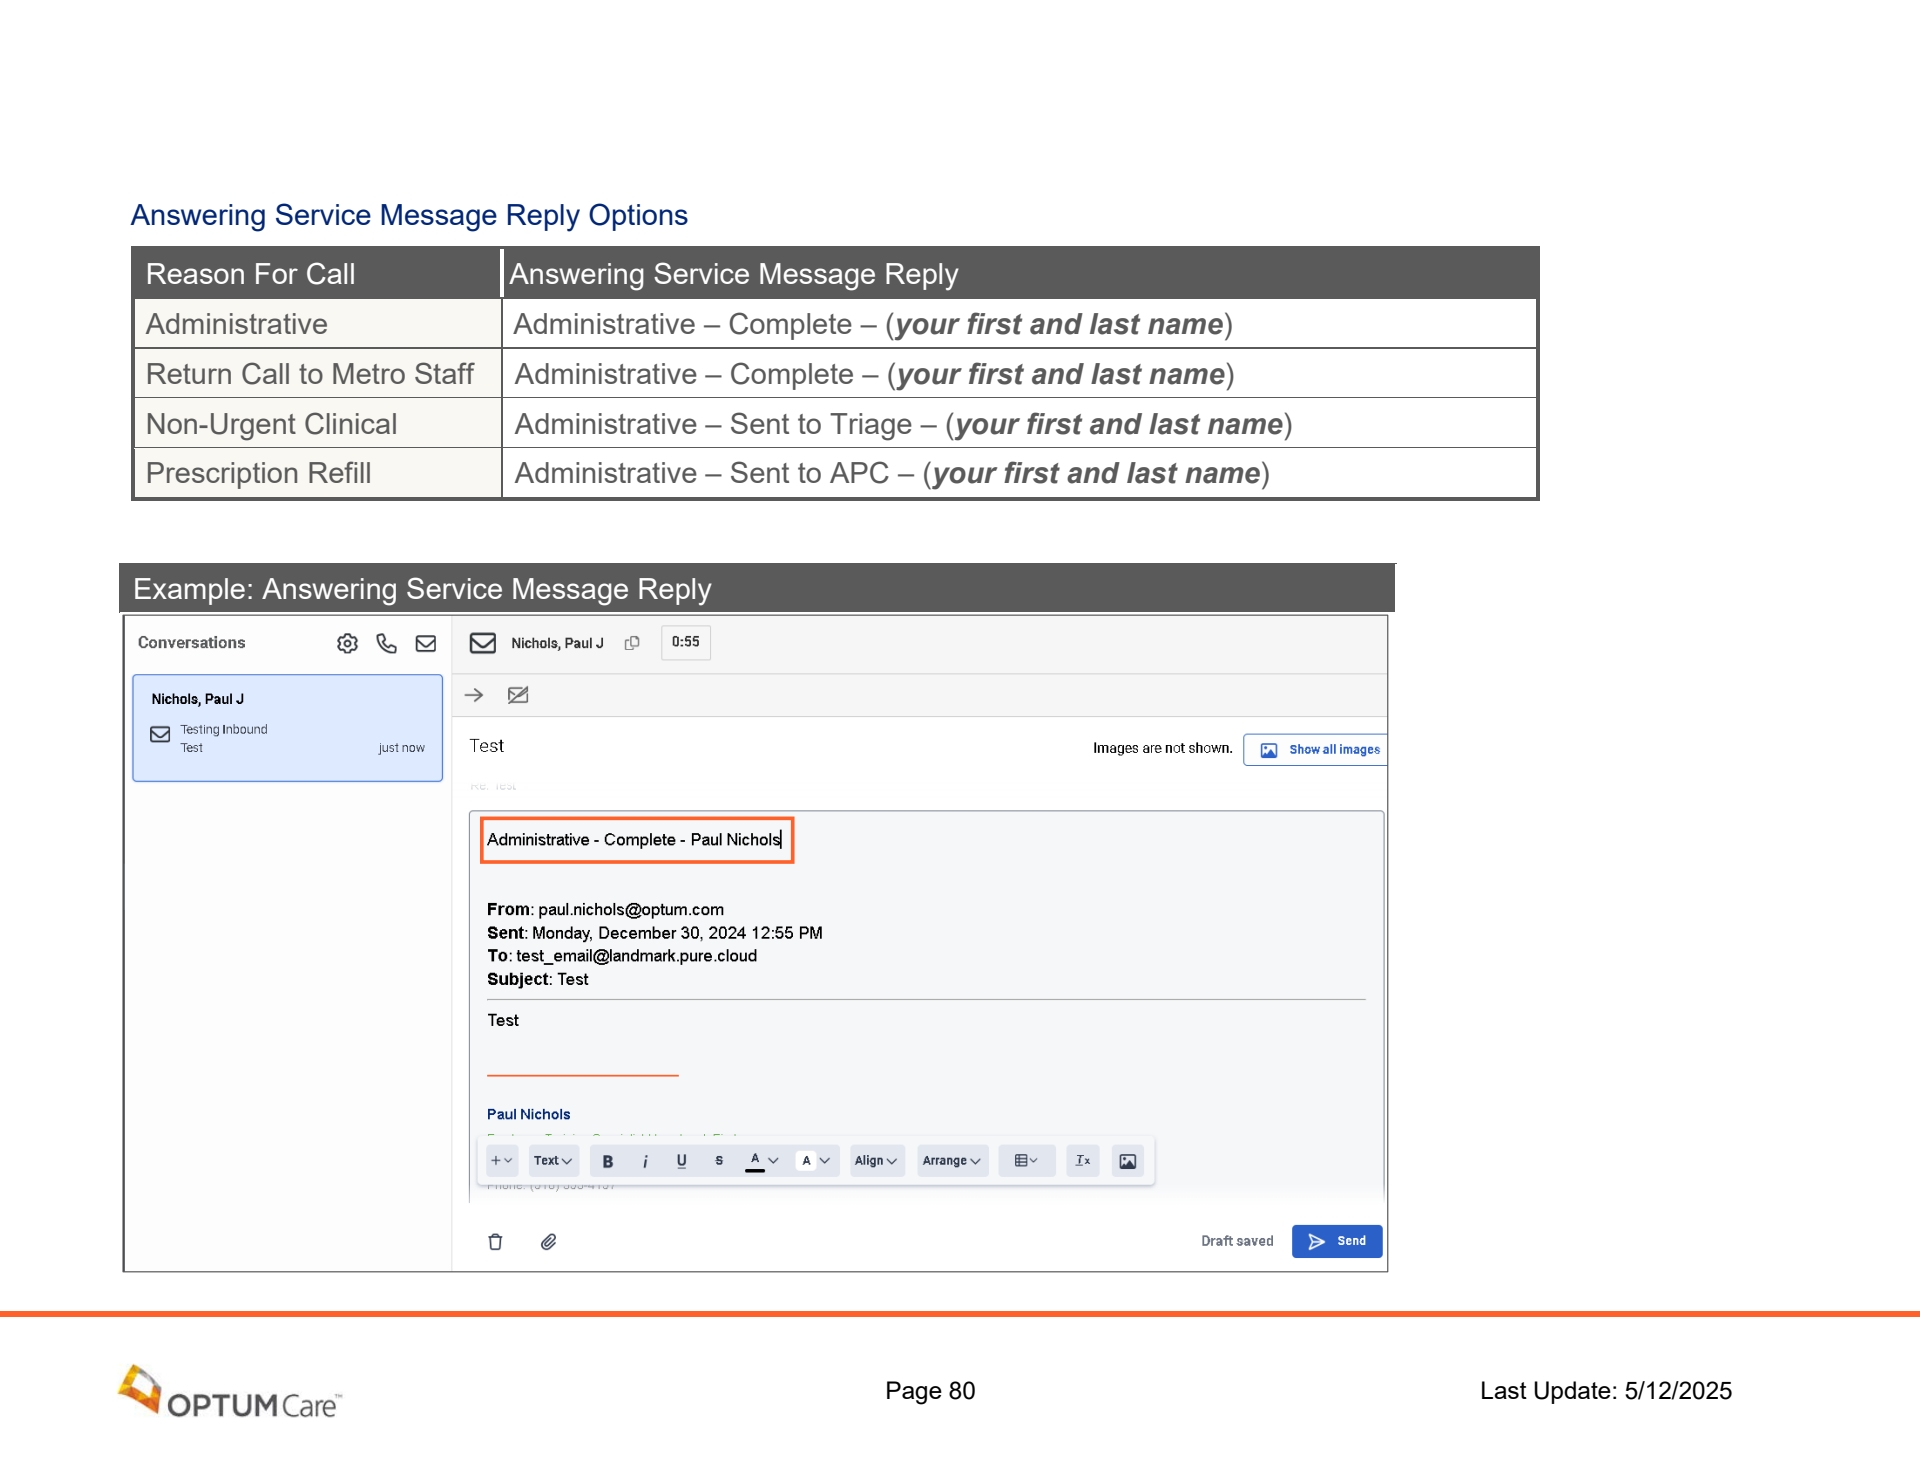 Answering Service Message Reply Options
Reason For Call Answering Service Message Reply
Administrative Administrative – Complete – (your first and last name)
Return Call to Metro Staff Administrative – Complete – (your first and last name)
Non-Urgent Clinical Administrative – Sent to Triage – (your first and last name)
Prescription Refill Administrative – Sent to APC – (your first and last name)
Example: Answering Service Message Reply
Conversations
Nichols, Paul J
Testing Inbound
Test just now
Nichols, Paul J 0:55
Test Images are not shown. Show all images
Re: Test
Administrative - Complete - Paul Nichols
From: paul.nichols@optum.com
Sent: Monday, December 30, 2024 12:55 PM
To: test_email@landmark.pure.cloud
Subject: Test
Test
Paul Nichols
+ Text B i U S A A Align Arrange Tx
Draft saved Send
OPTUM Care™ Page 80 Last Update: 5/12/2025